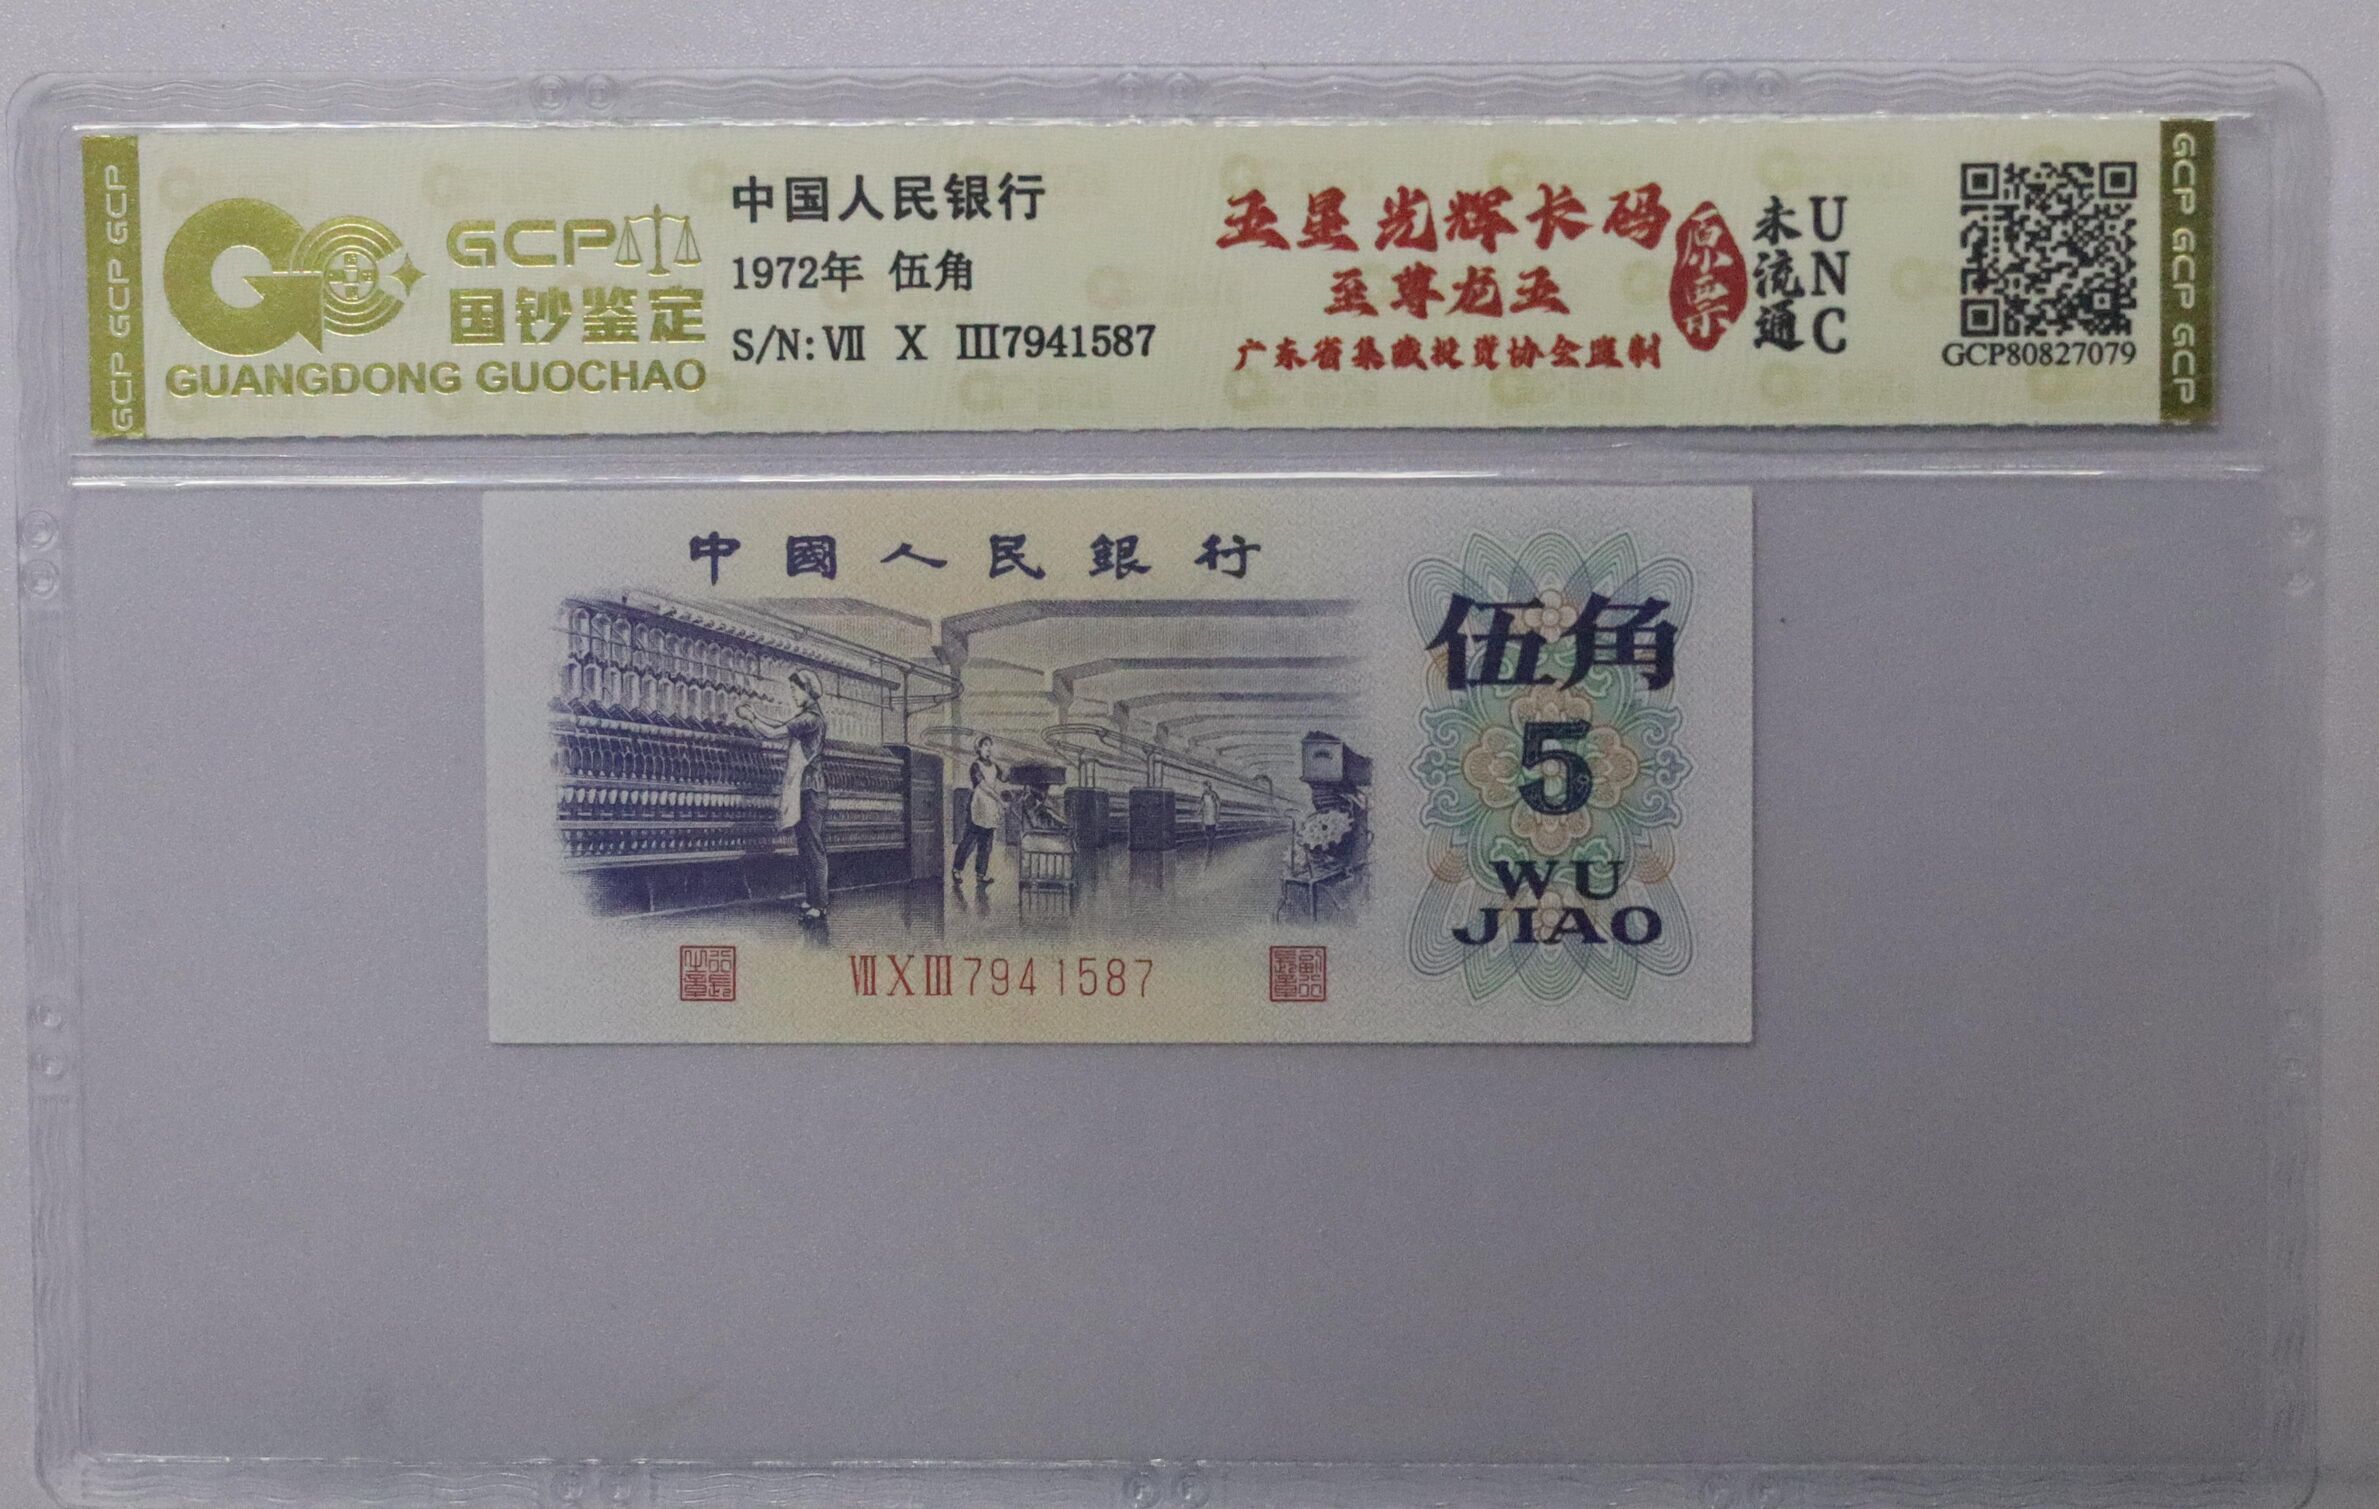 GCP GCP GCP
GCP
国钞鉴定
GUANGDONG GUOCHAO
中国人民银行
1972年 伍角
S/N: Ⅶ Ⅹ Ⅲ7941587
五星光辉长码
至尊龙五
广东省集藏投资协会监制
原票
未流通
UNC
GCP80827079
GCP GCP GCP
中國人民銀行
伍角
5
WU
JIAO
ⅦⅩⅢ7941587